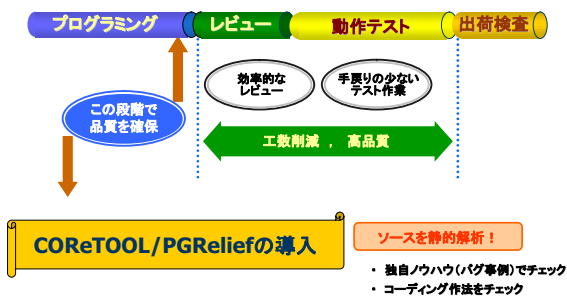 プログラミング
レビュー
動作テスト
出荷検査
効率的な
レビュー
手戻りの少ない
テスト作業
この段階で
品質を確保
工数削減 , 高品質
COReTOOL/PGReliefの導入
ソースを静的解析！
・ 独自ノウハウ（バグ事例）でチェック
・ コーディング作法をチェック